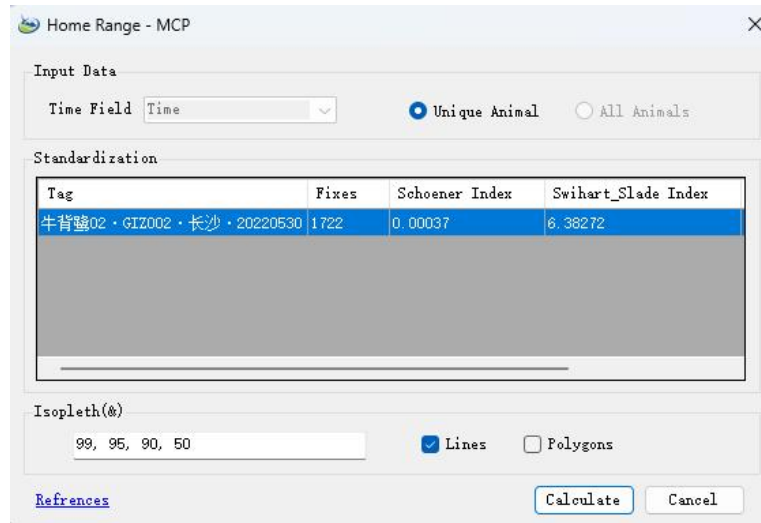 Home Range - MCP
Input Data
Time Field Time Unique Animal All Animals
Standardization
Tag Fixes Schoener Index Swihart_Slade Index
牛背鹭02·GIZ002·长沙·20220530 1722 0.00037 6.38272
Isopleth(&)
99, 95, 90, 50 Lines Polygons
Refrences Calculate Cancel